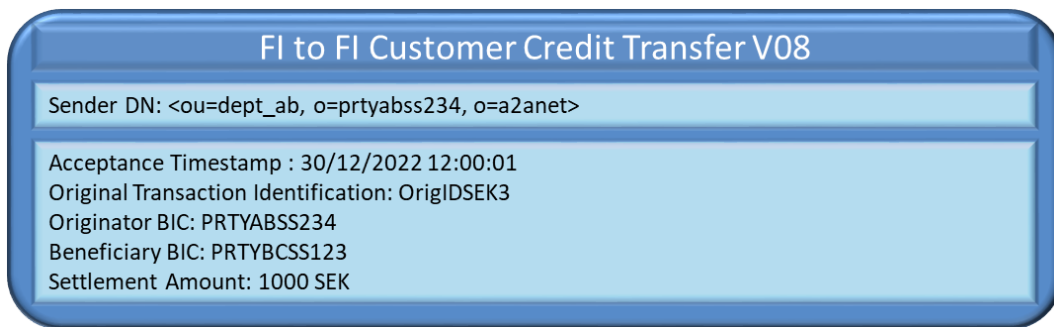 FI to FI Customer Credit Transfer V08
Sender DN: <ou=dept_ab, o=prtyabss234, o=a2anet>
Acceptance Timestamp : 30/12/2022 12:00:01
Original Transaction Identification: OrigIDSEK3
Originator BIC: PRTYABSS234
Beneficiary BIC: PRTYBCSS123
Settlement Amount: 1000 SEK